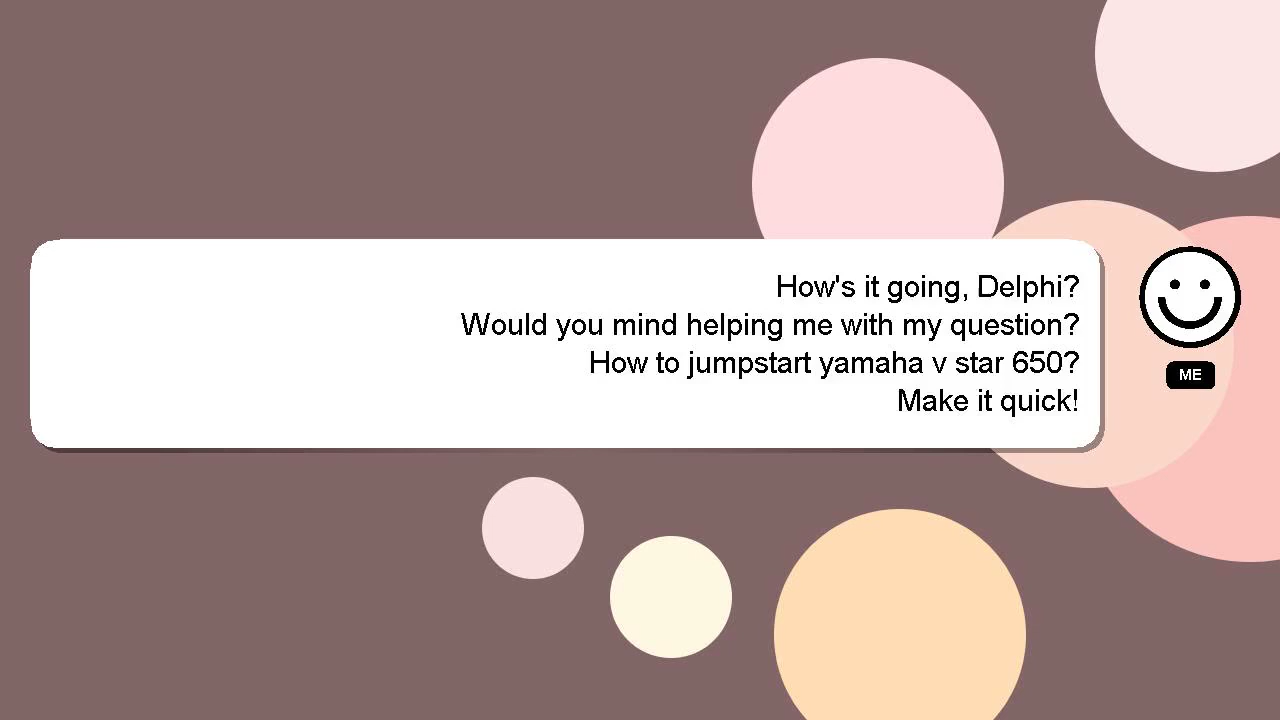 How's it going, Delphi?
Would you mind helping me with my question?
How to jumpstart yamaha v star 650?
Make it quick!
ME